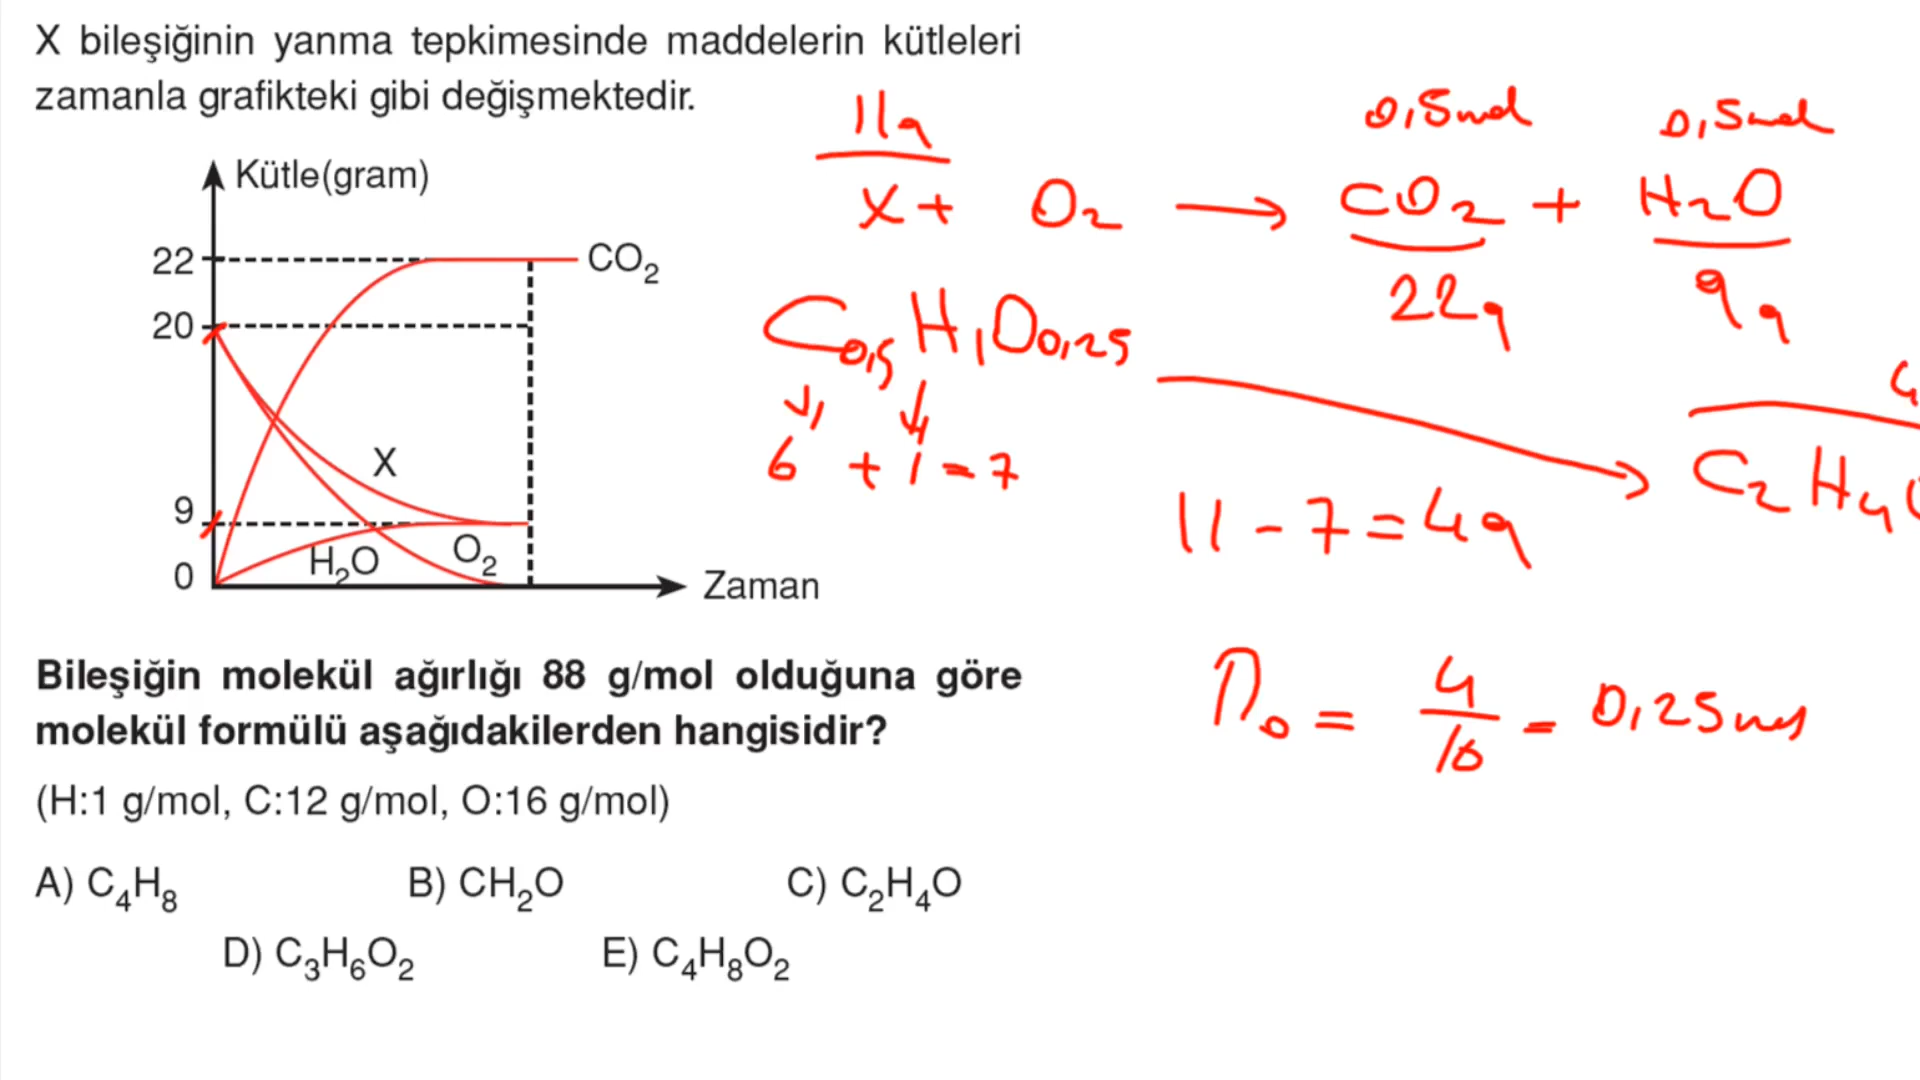 X bileşiğinin yanma tepkimesinde maddelerin kütleleri
zamanla grafikteki gibi değişmektedir.
Kütle(gram)
22
CO₂
20
X
9
H₂O
O₂
0
Zaman
Bileşiğin molekül ağırlığı 88 g/mol olduğuna göre
molekül formülü aşağıdakilerden hangisidir?
(H:1 g/mol, C:12 g/mol, O:16 g/mol)
A) C₄H₈ B) CH₂O C) C₂H₄O
D) C₃H₆O₂ E) C₄H₈O₂
11g 0,5mol 0,5mol
X + O₂ → CO₂ + H₂O
22g 9g
C₀,₅ H₁ O₀,₂₅
6 + 1 = 7
C₂H₄
11 - 7 = 4g
n₀ = 4/16 = 0,25mol